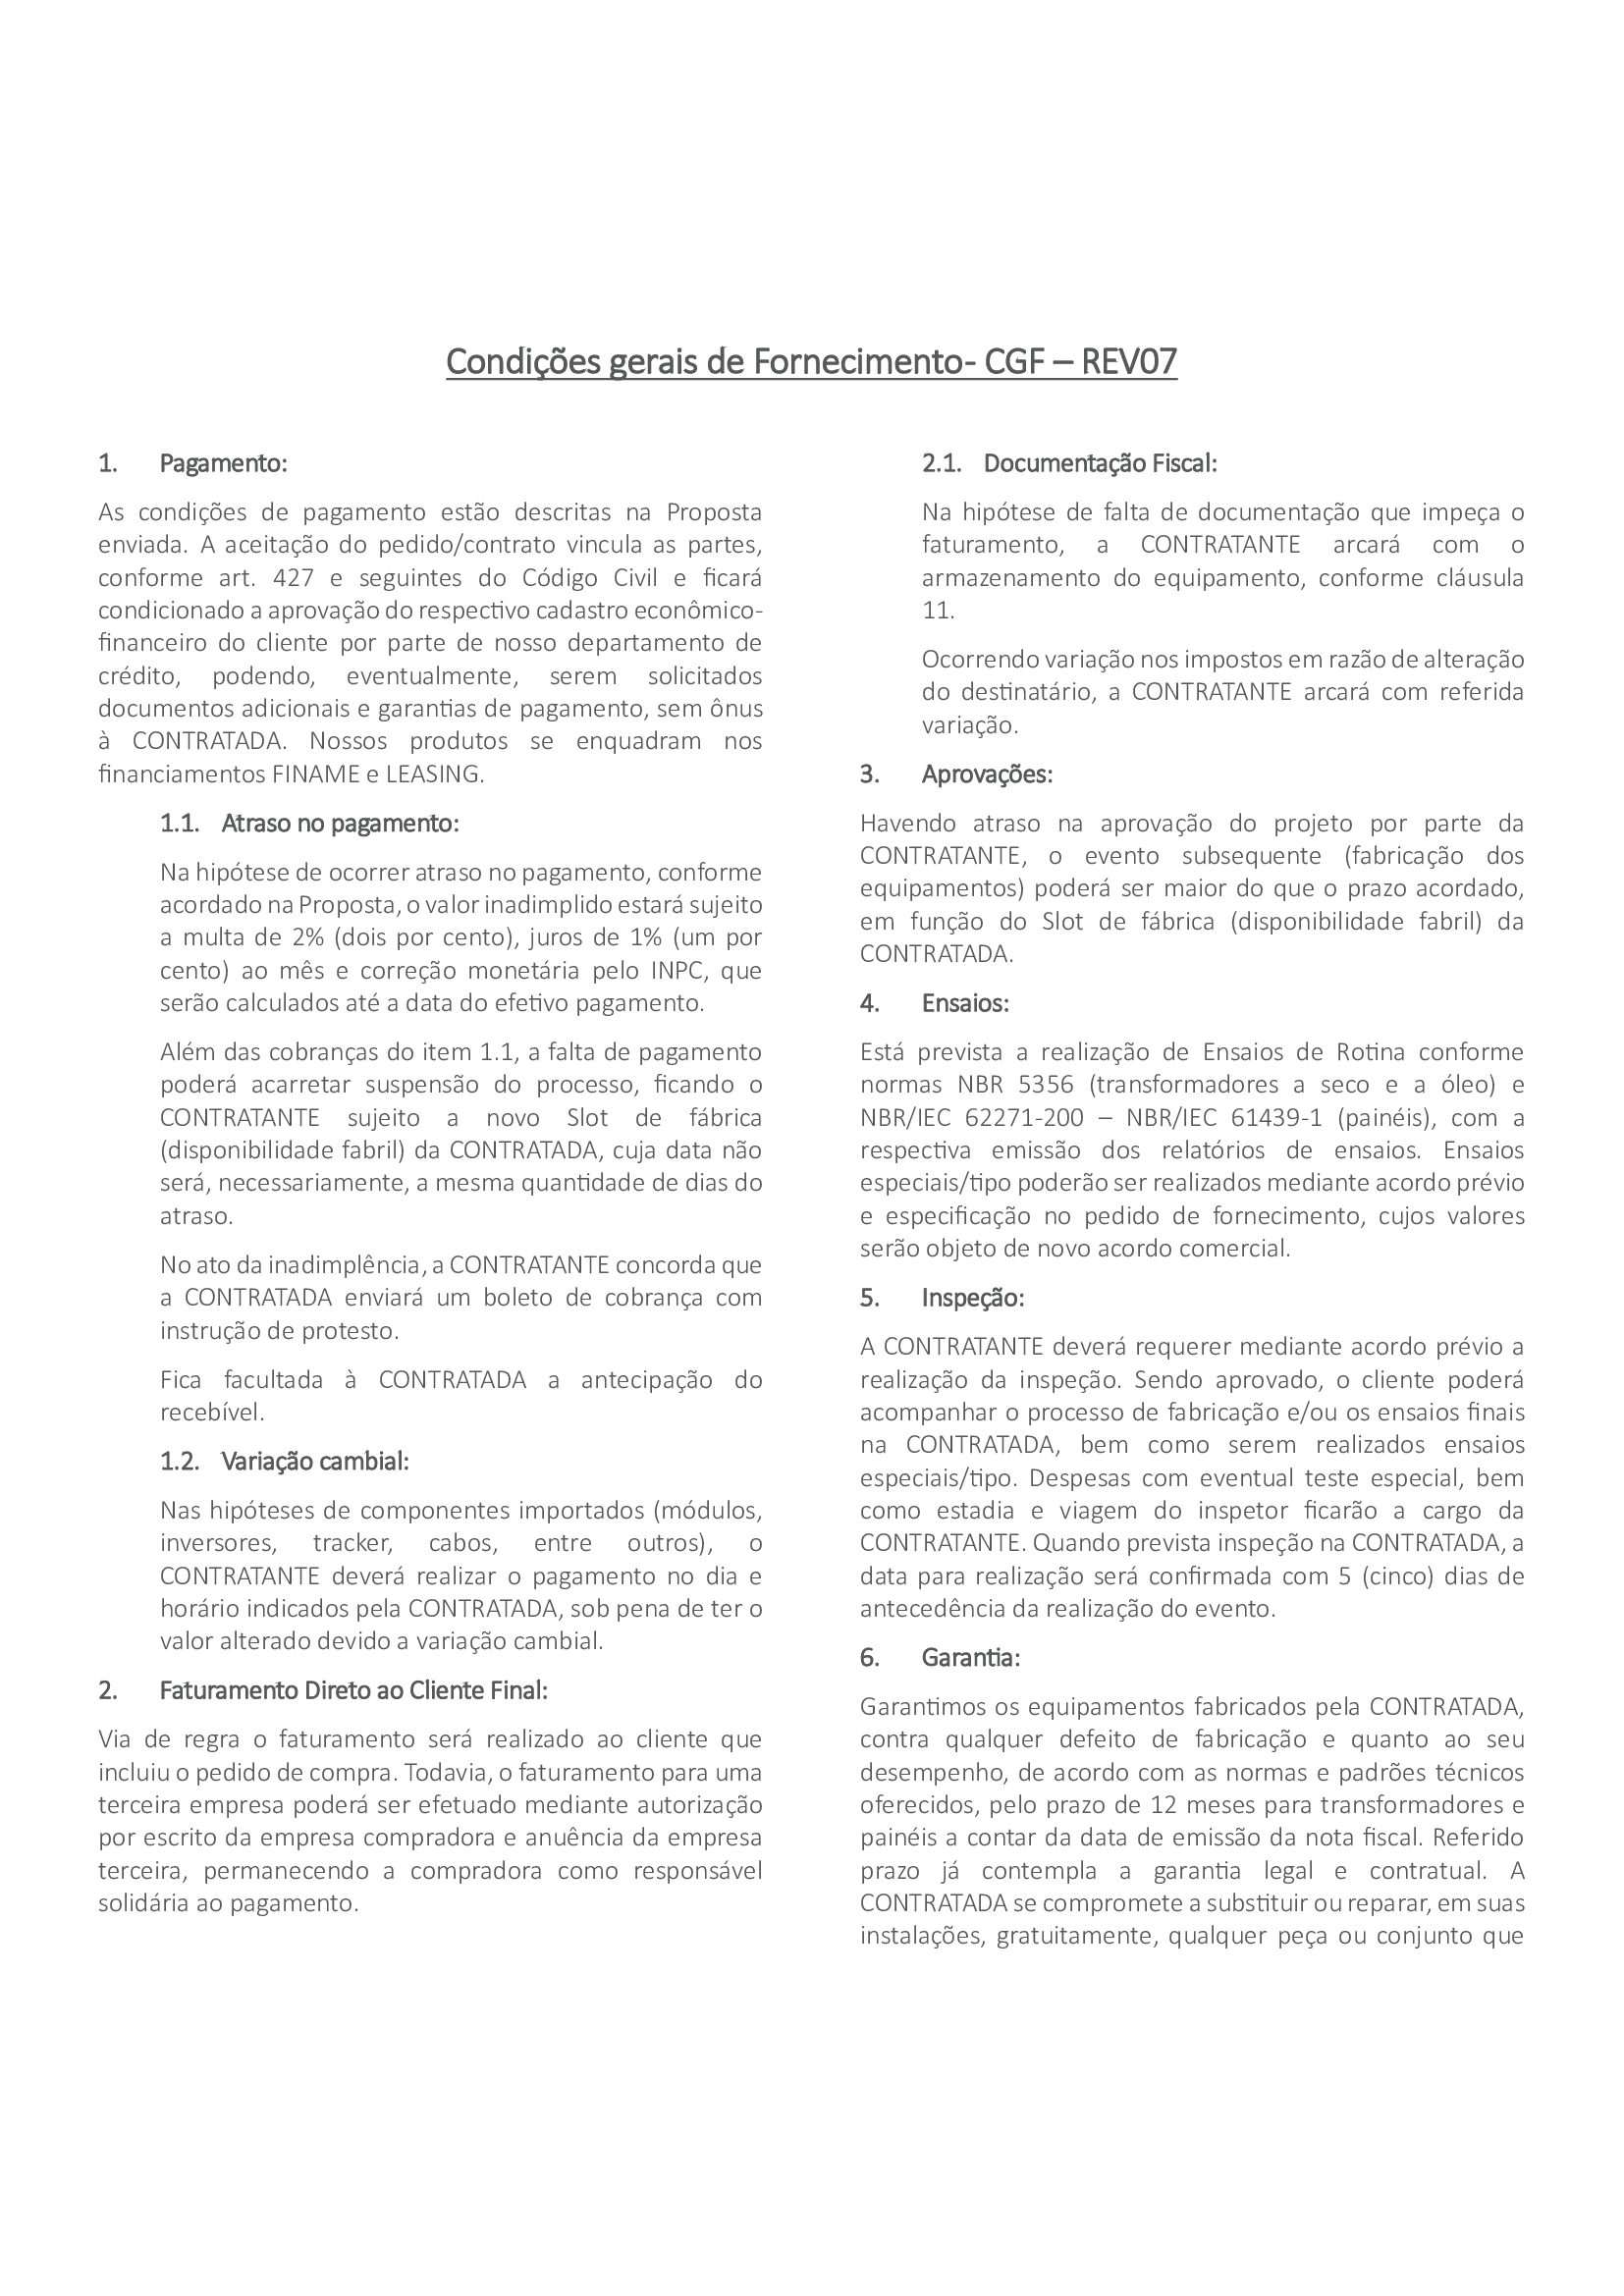 Condições gerais de Fornecimento- CGF – REV07
1. Pagamento:
As condições de pagamento estão descritas na Proposta
enviada. A aceitação do pedido/contrato vincula as partes,
conforme art. 427 e seguintes do Código Civil e ficará
condicionado a aprovação do respectivo cadastro econômico-
financeiro do cliente por parte de nosso departamento de
crédito, podendo, eventualmente, serem solicitados
documentos adicionais e garantias de pagamento, sem ônus
à CONTRATADA. Nossos produtos se enquadram nos
financiamentos FINAME e LEASING.
1.1. Atraso no pagamento:
Na hipótese de ocorrer atraso no pagamento, conforme
acordado na Proposta, o valor inadimplido estará sujeito
a multa de 2% (dois por cento), juros de 1% (um por
cento) ao mês e correção monetária pelo INPC, que
serão calculados até a data do efetivo pagamento.
Além das cobranças do item 1.1, a falta de pagamento
poderá acarretar suspensão do processo, ficando o
CONTRATANTE sujeito a novo Slot de fábrica
(disponibilidade fabril) da CONTRATADA, cuja data não
será, necessariamente, a mesma quantidade de dias do
atraso.
No ato da inadimplência, a CONTRATANTE concorda que
a CONTRATADA enviará um boleto de cobrança com
instrução de protesto.
Fica facultada à CONTRATADA a antecipação do
recebível.
1.2. Variação cambial:
Nas hipóteses de componentes importados (módulos,
inversores, tracker, cabos, entre outros), o
CONTRATANTE deverá realizar o pagamento no dia e
horário indicados pela CONTRATADA, sob pena de ter o
valor alterado devido a variação cambial.
2. Faturamento Direto ao Cliente Final:
Via de regra o faturamento será realizado ao cliente que
incluiu o pedido de compra. Todavia, o faturamento para uma
terceira empresa poderá ser efetuado mediante autorização
por escrito da empresa compradora e anuência da empresa
terceira, permanecendo a compradora como responsável
solidária ao pagamento.
2.1. Documentação Fiscal:
Na hipótese de falta de documentação que impeça o
faturamento, a CONTRATANTE arcará com o
armazenamento do equipamento, conforme cláusula
11.
Ocorrendo variação nos impostos em razão de alteração
do destinatário, a CONTRATANTE arcará com referida
variação.
3. Aprovações:
Havendo atraso na aprovação do projeto por parte da
CONTRATANTE, o evento subsequente (fabricação dos
equipamentos) poderá ser maior do que o prazo acordado,
em função do Slot de fábrica (disponibilidade fabril) da
CONTRATADA.
4. Ensaios:
Está prevista a realização de Ensaios de Rotina conforme
normas NBR 5356 (transformadores a seco e a óleo) e
NBR/IEC 62271-200 – NBR/IEC 61439-1 (painéis), com a
respectiva emissão dos relatórios de ensaios. Ensaios
especiais/tipo poderão ser realizados mediante acordo prévio
e especificação no pedido de fornecimento, cujos valores
serão objeto de novo acordo comercial.
5. Inspeção:
A CONTRATANTE deverá requerer mediante acordo prévio a
realização da inspeção. Sendo aprovado, o cliente poderá
acompanhar o processo de fabricação e/ou os ensaios finais
na CONTRATADA, bem como serem realizados ensaios
especiais/tipo. Despesas com eventual teste especial, bem
como estadia e viagem do inspetor ficarão a cargo da
CONTRATANTE. Quando prevista inspeção na CONTRATADA, a
data para realização será confirmada com 5 (cinco) dias de
antecedência da realização do evento.
6. Garantia:
Garantimos os equipamentos fabricados pela CONTRATADA,
contra qualquer defeito de fabricação e quanto ao seu
desempenho, de acordo com as normas e padrões técnicos
oferecidos, pelo prazo de 12 meses para transformadores e
painéis a contar da data de emissão da nota fiscal. Referido
prazo já contempla a garantia legal e contratual. A
CONTRATADA se compromete a substituir ou reparar, em suas
instalações, gratuitamente, qualquer peça ou conjunto que